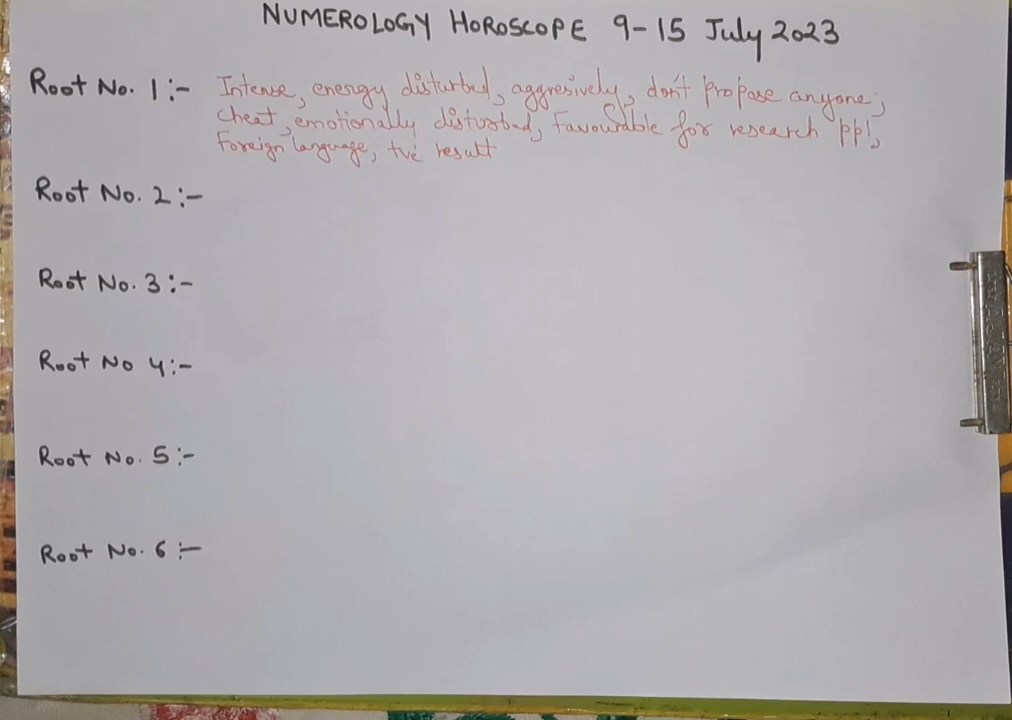 NUMEROLOGY HOROSCOPE 9-15 July 2023
Root No. 1:- Intense, energy disturbed, aggresively, don't propose anyone,
cheat, emotionally disturbed, Favourable for research ppl,
Foreign language, +ve result
Root No. 2:-
Root No. 3:-
Root No 4:-
Root No. 5:-
Root No. 6:-